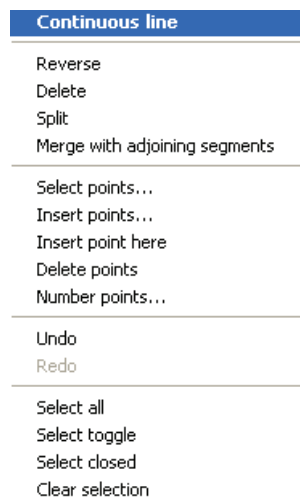 Continuous line
Reverse
Delete
Split
Merge with adjoining segments
Select points...
Insert points...
Insert point here
Delete points
Number points...
Undo
Redo
Select all
Select toggle
Select closed
Clear selection